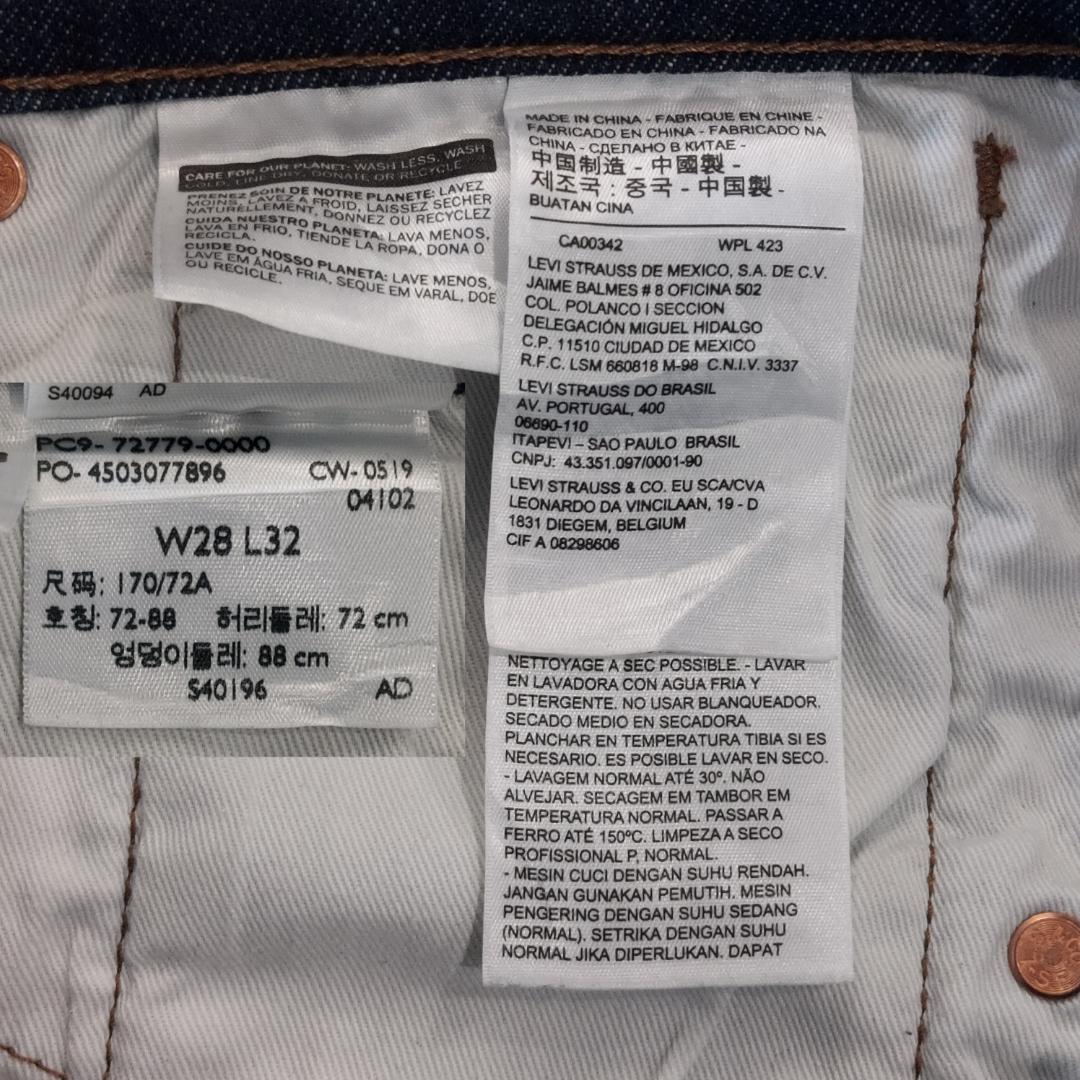 CARE FOR OUR PLANET: WASH LESS, WASH
COLD, LINE DRY, DONATE OR RECYCLE
PRENEZ SOIN DE NOTRE PLANETE: LAVEZ
MOINS, LAVEZ A FROID, LAISSEZ SECHER
NATURELLEMENT, DONNEZ OU RECYCLEZ
CUIDA NUESTRO PLANETA: LAVA MENOS,
LAVA EN FRIO, TIENDE LA ROPA, DONA O
RECICLA.
CUIDE DO NOSSO PLANETA: LAVE MENOS,
LAVE EM ÁGUA FRIA, SEQUE EM VARAL, DOE
OU RECICLE.
MADE IN CHINA - FABRIQUE EN CHINE -
FABRICADO EN CHINA - FABRICADO NA
CHINA - СДЕЛАНО В КИТАЕ -
中国制造 - 中國製 -
제조국 : 중국 - 中国製 -
BUATAN CINA
CA00342 WPL 423
LEVI STRAUSS DE MEXICO, S.A. DE C.V.
JAIME BALMES # 8 OFICINA 502
COL. POLANCO I SECCION
DELEGACIÓN MIGUEL HIDALGO
C.P. 11510 CIUDAD DE MEXICO
R.F.C. LSM 660818 M-98 C.N.I.V. 3337
LEVI STRAUSS DO BRASIL
AV. PORTUGAL, 400
06690-110
ITAPEVI – SAO PAULO BRASIL
CNPJ: 43.351.097/0001-90
LEVI STRAUSS & CO. EU SCA/CVA
LEONARDO DA VINCILAAN, 19 - D
1831 DIEGEM, BELGIUM
CIF A 08298606
NETTOYAGE A SEC POSSIBLE. - LAVAR
EN LAVADORA CON AGUA FRIA Y
DETERGENTE. NO USAR BLANQUEADOR.
SECADO MEDIO EN SECADORA.
PLANCHAR EN TEMPERATURA TIBIA SI ES
NECESARIO. ES POSIBLE LAVAR EN SECO.
- LAVAGEM NORMAL ATÉ 30º. NÃO
ALVEJAR. SECAGEM EM TAMBOR EM
TEMPERATURA NORMAL. PASSAR A
FERRO ATÉ 150ºC. LIMPEZA A SECO
PROFISSIONAL P, NORMAL.
- MESIN CUCI DENGAN SUHU RENDAH.
JANGAN GUNAKAN PEMUTIH. MESIN
PENGERING DENGAN SUHU SEDANG
(NORMAL). SETRIKA DENGAN SUHU
NORMAL JIKA DIPERLUKAN. DAPAT
S40094 AD
PC9- 72779-0000
PO- 4503077896 CW- 0519
04102
W28 L32
尺码: 170/72A
호칭: 72-88 허리둘레: 72 cm
엉덩이둘레: 88 cm
S40196 AD